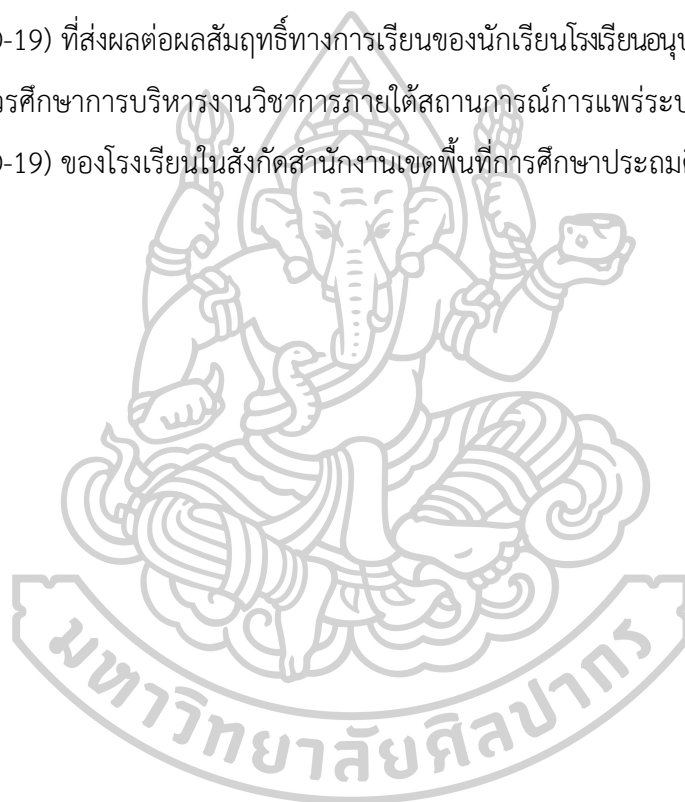 -19) ที่ส่งผลต่อผลสัมฤทธิ์ทางการเรียนของนักเรียนโรงเรียนอนุบ
รศึกษาการบริหารงานวิชาการภายใต้สถานการณ์การแพร่ระบ
-19) ของโรงเรียนในสังกัดสำนักงานเขตพื้นที่การศึกษาประถมศ
มหาวิทยาลัยศิลปากร